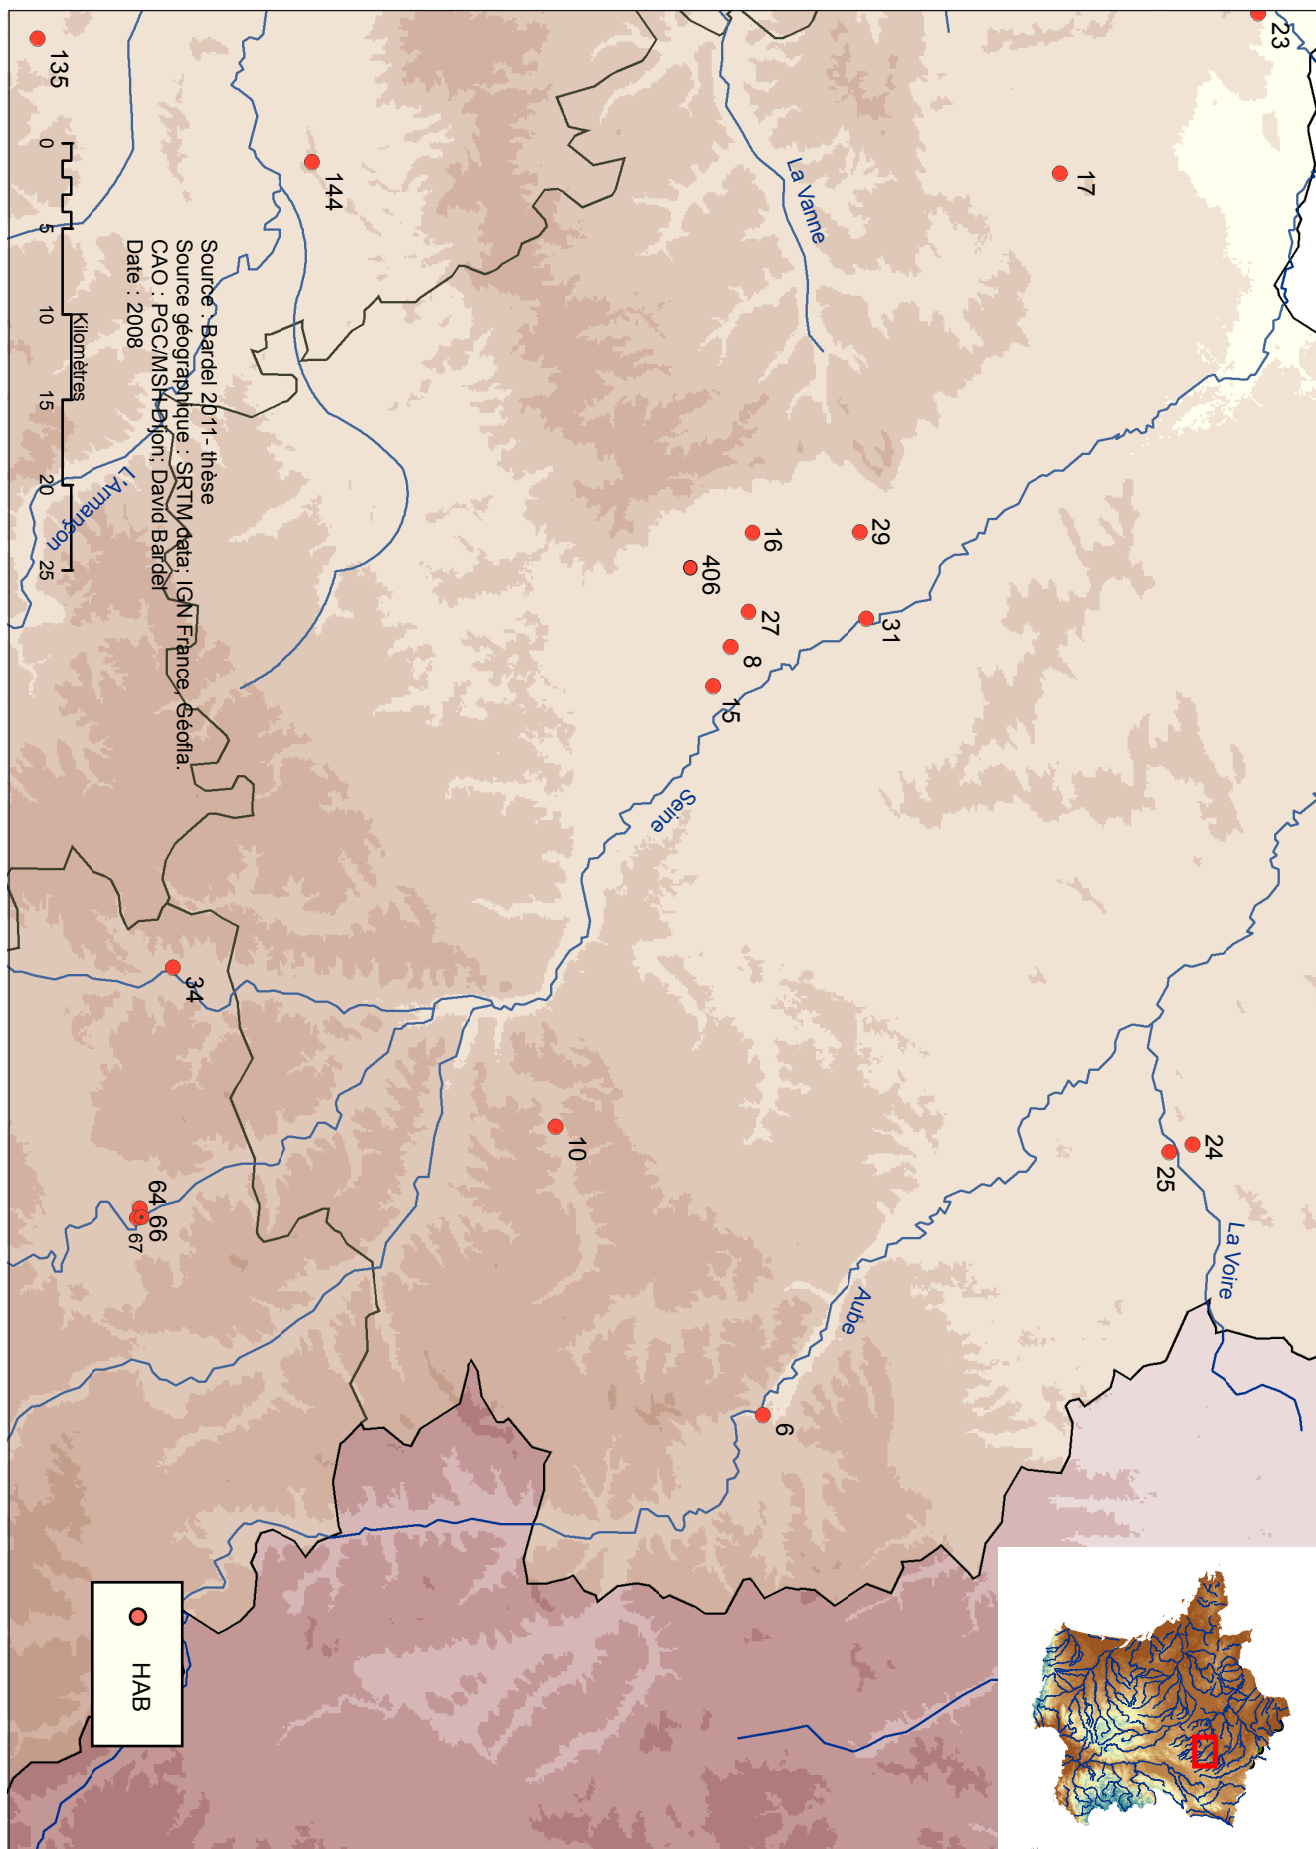 23
17
La Vanne
144
135
29
16
406
31
27
8
15
Seine
24
25
La Voire
Aube
6
10
34
64
66
67
L'Armançon
0
5
10
15
20
25
Kilomètres
Source : Bardel 2011- thèse
Source géographique : SRTM data; IGN France, Géofla.
CAO : PGC/MSH Dijon; David Bardel
Date : 2008
HAB